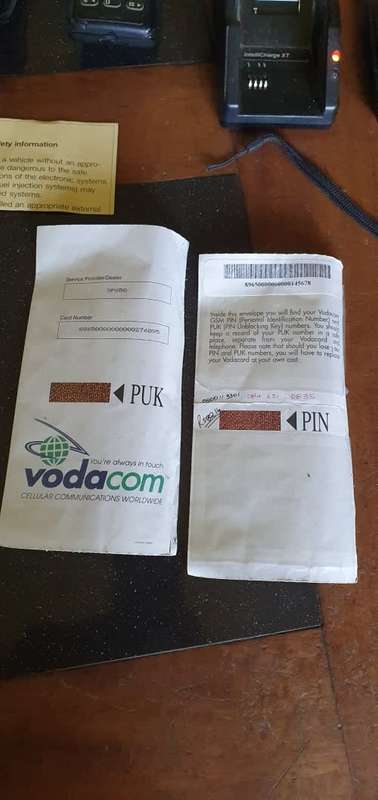 IntelliCharge XT
fety information
a vehicle without an appro-
e dangerous to the safe
ions of the electronic systems
uel injection systems) may
ed systems.
lled an appropriate external
Service Provider/Dealer
Card Number
PUK
You're always in touch
vodacom™
CELLULAR COMMUNICATIONS WORLDWIDE
Inside this envelope you will find your Vodacom
GSM PIN (Personal Identification Number) and
PUK (PIN Unblocking Key) numbers. You should
keep a record of your PUK number in a safe
place, separate from your Vodacard and
telephone. Please note that should you lose the
PIN and PUK numbers, you will have to replace
your Vodacard at your own cost.
PIN